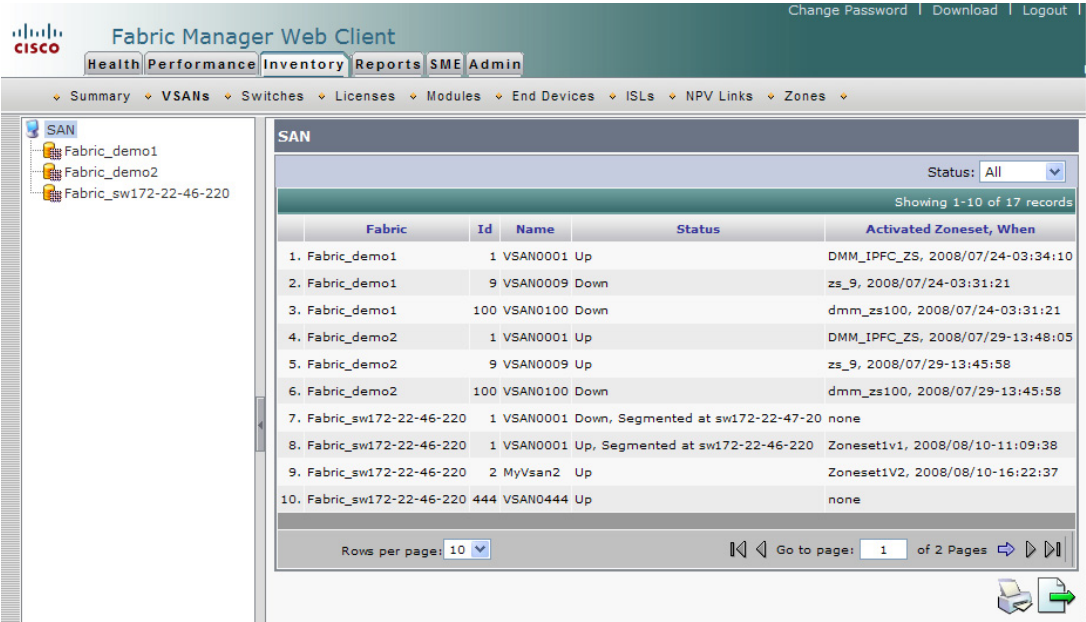 Change Password | Download | Logout |
CISCO
Fabric Manager Web Client
Health Performance Inventory Reports SME Admin
Summary VSANs Switches Licenses Modules End Devices ISLs NPV Links Zones
SAN
Fabric_demo1
Fabric_demo2
Fabric_sw172-22-46-220
SAN
Status: All
Showing 1-10 of 17 records
Fabric Id Name Status Activated Zoneset, When
1. Fabric_demo1 1 VSAN0001 Up DMM_IPFC_ZS, 2008/07/24-03:34:10
2. Fabric_demo1 9 VSAN0009 Down zs_9, 2008/07/24-03:31:21
3. Fabric_demo1 100 VSAN0100 Down dmm_zs100, 2008/07/24-03:31:21
4. Fabric_demo2 1 VSAN0001 Up DMM_IPFC_ZS, 2008/07/29-13:48:05
5. Fabric_demo2 9 VSAN0009 Up zs_9, 2008/07/29-13:45:58
6. Fabric_demo2 100 VSAN0100 Down dmm_zs100, 2008/07/29-13:45:58
7. Fabric_sw172-22-46-220 1 VSAN0001 Down, Segmented at sw172-22-47-20 none
8. Fabric_sw172-22-46-220 1 VSAN0001 Up, Segmented at sw172-22-46-220 Zoneset1v1, 2008/08/10-11:09:38
9. Fabric_sw172-22-46-220 2 MyVsan2 Up Zoneset1V2, 2008/08/10-16:22:37
10. Fabric_sw172-22-46-220 444 VSAN0444 Up none
Rows per page: 10 Go to page: 1 of 2 Pages